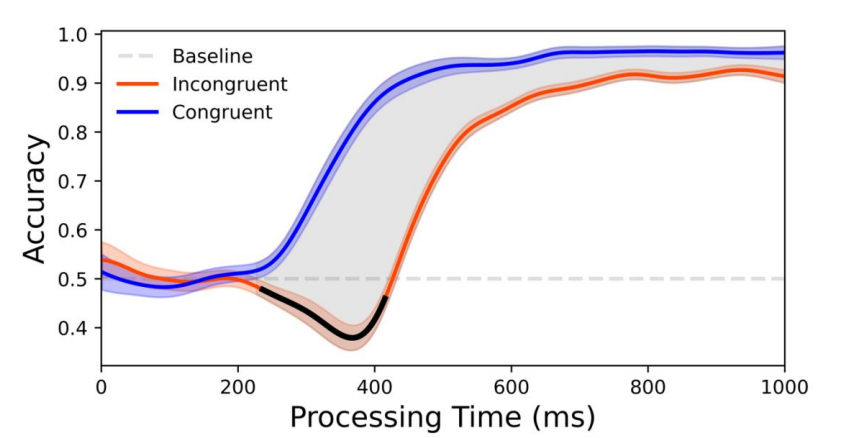 1.0
0.9
0.8
0.7
0.6
0.5
0.4
Accuracy
Baseline
Incongruent
Congruent
0 200 400 600 800 1000
Processing Time (ms)